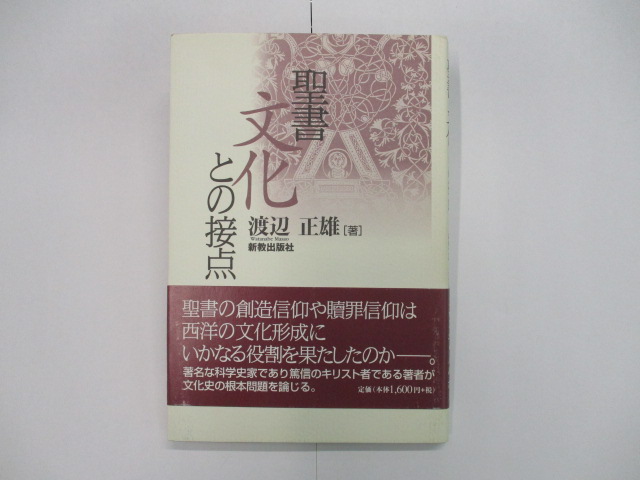 聖書
文化
との接点
渡辺 正雄[著]
Watanabe Masao
新教出版社
聖書の創造信仰や贖罪信仰は
西洋の文化形成に
いかなる役割を果たしたのか──。
著名な科学史家であり篤信のキリスト者である著者が
文化史の根本問題を論じる。
定価(本体1,600円+税)